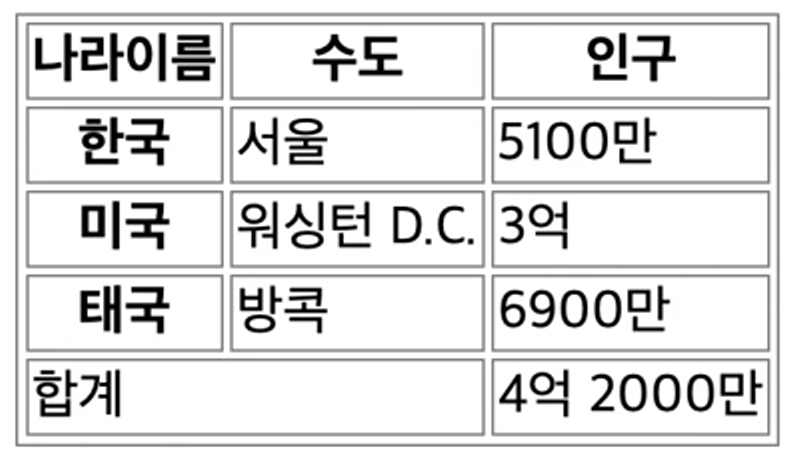 나라이름 수도 인구
한국 서울 5100만
미국 워싱턴 D.C. 3억
태국 방콕 6900만
합계 4억 2000만